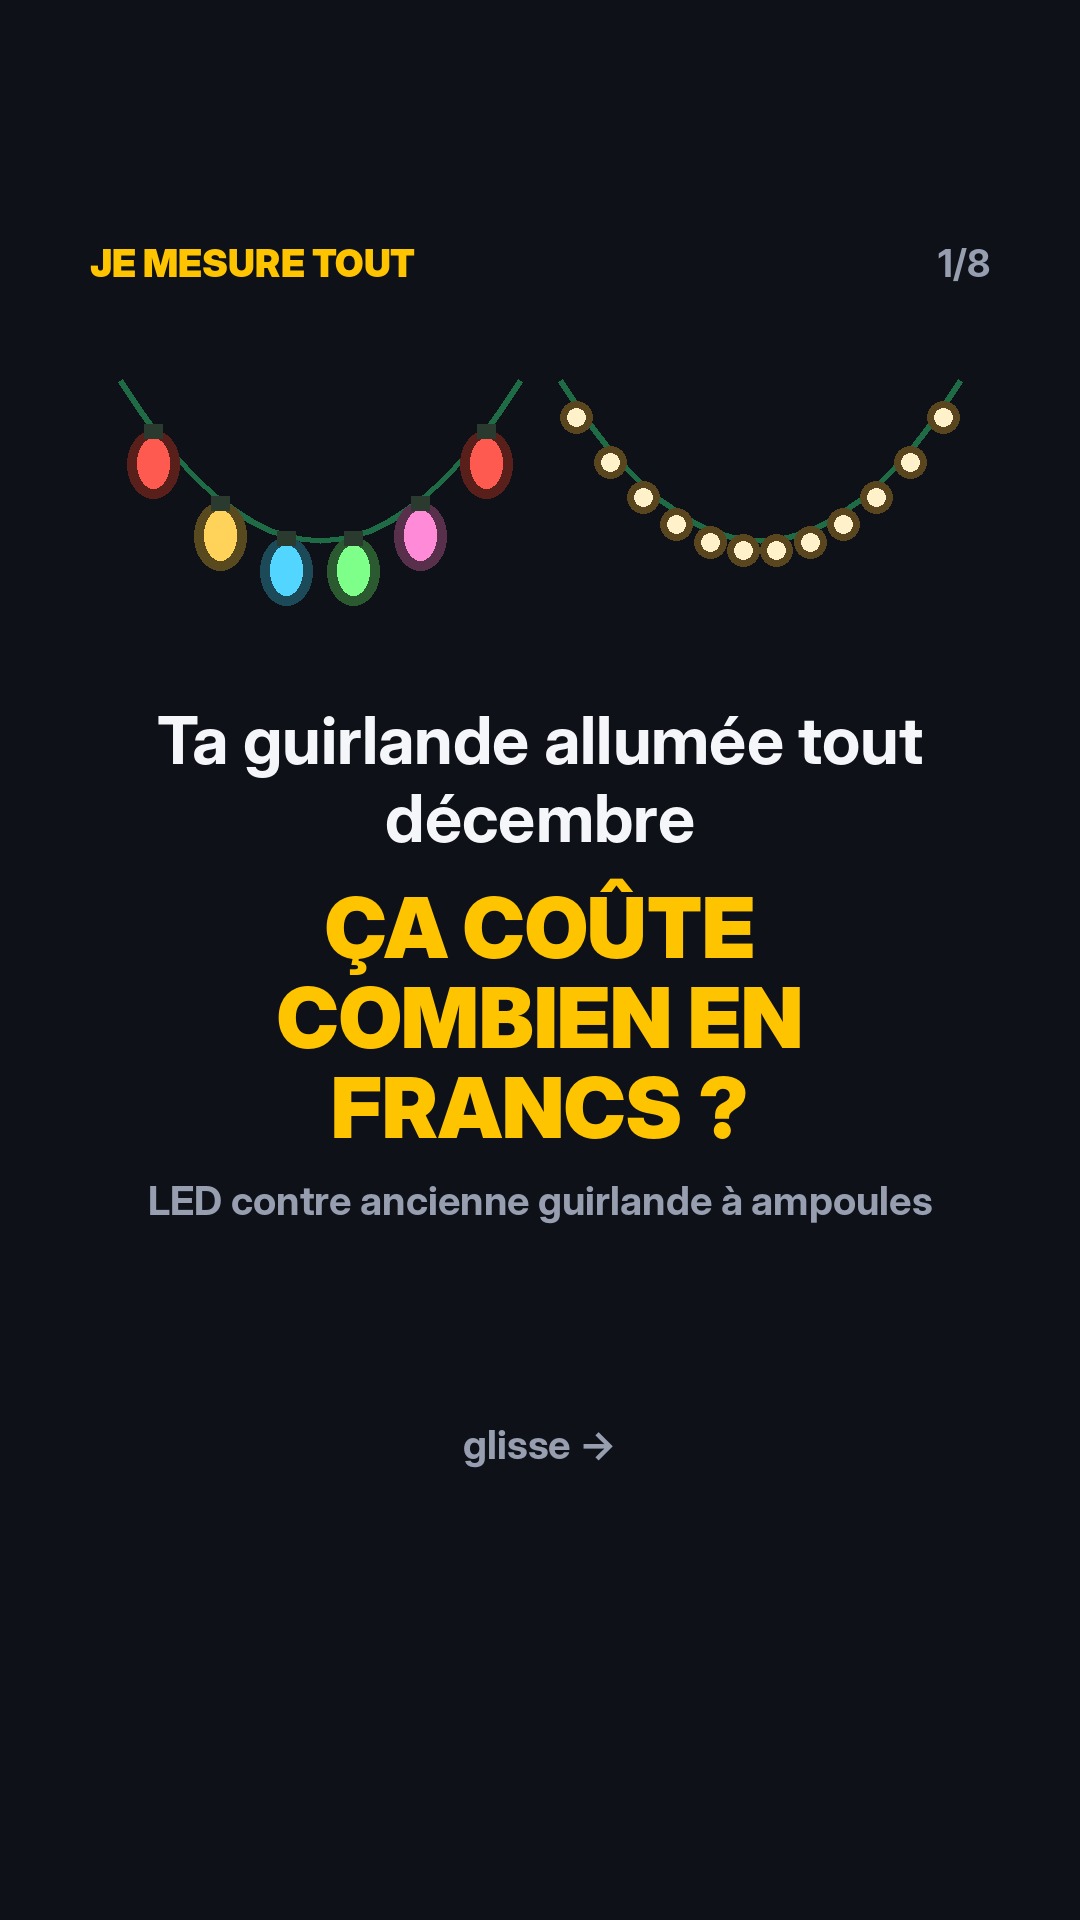 JE MESURE TOUT
1/8
Ta guirlande allumée tout
décembre
ÇA COÛTE
COMBIEN EN
FRANCS ?
LED contre ancienne guirlande à ampoules
glisse →